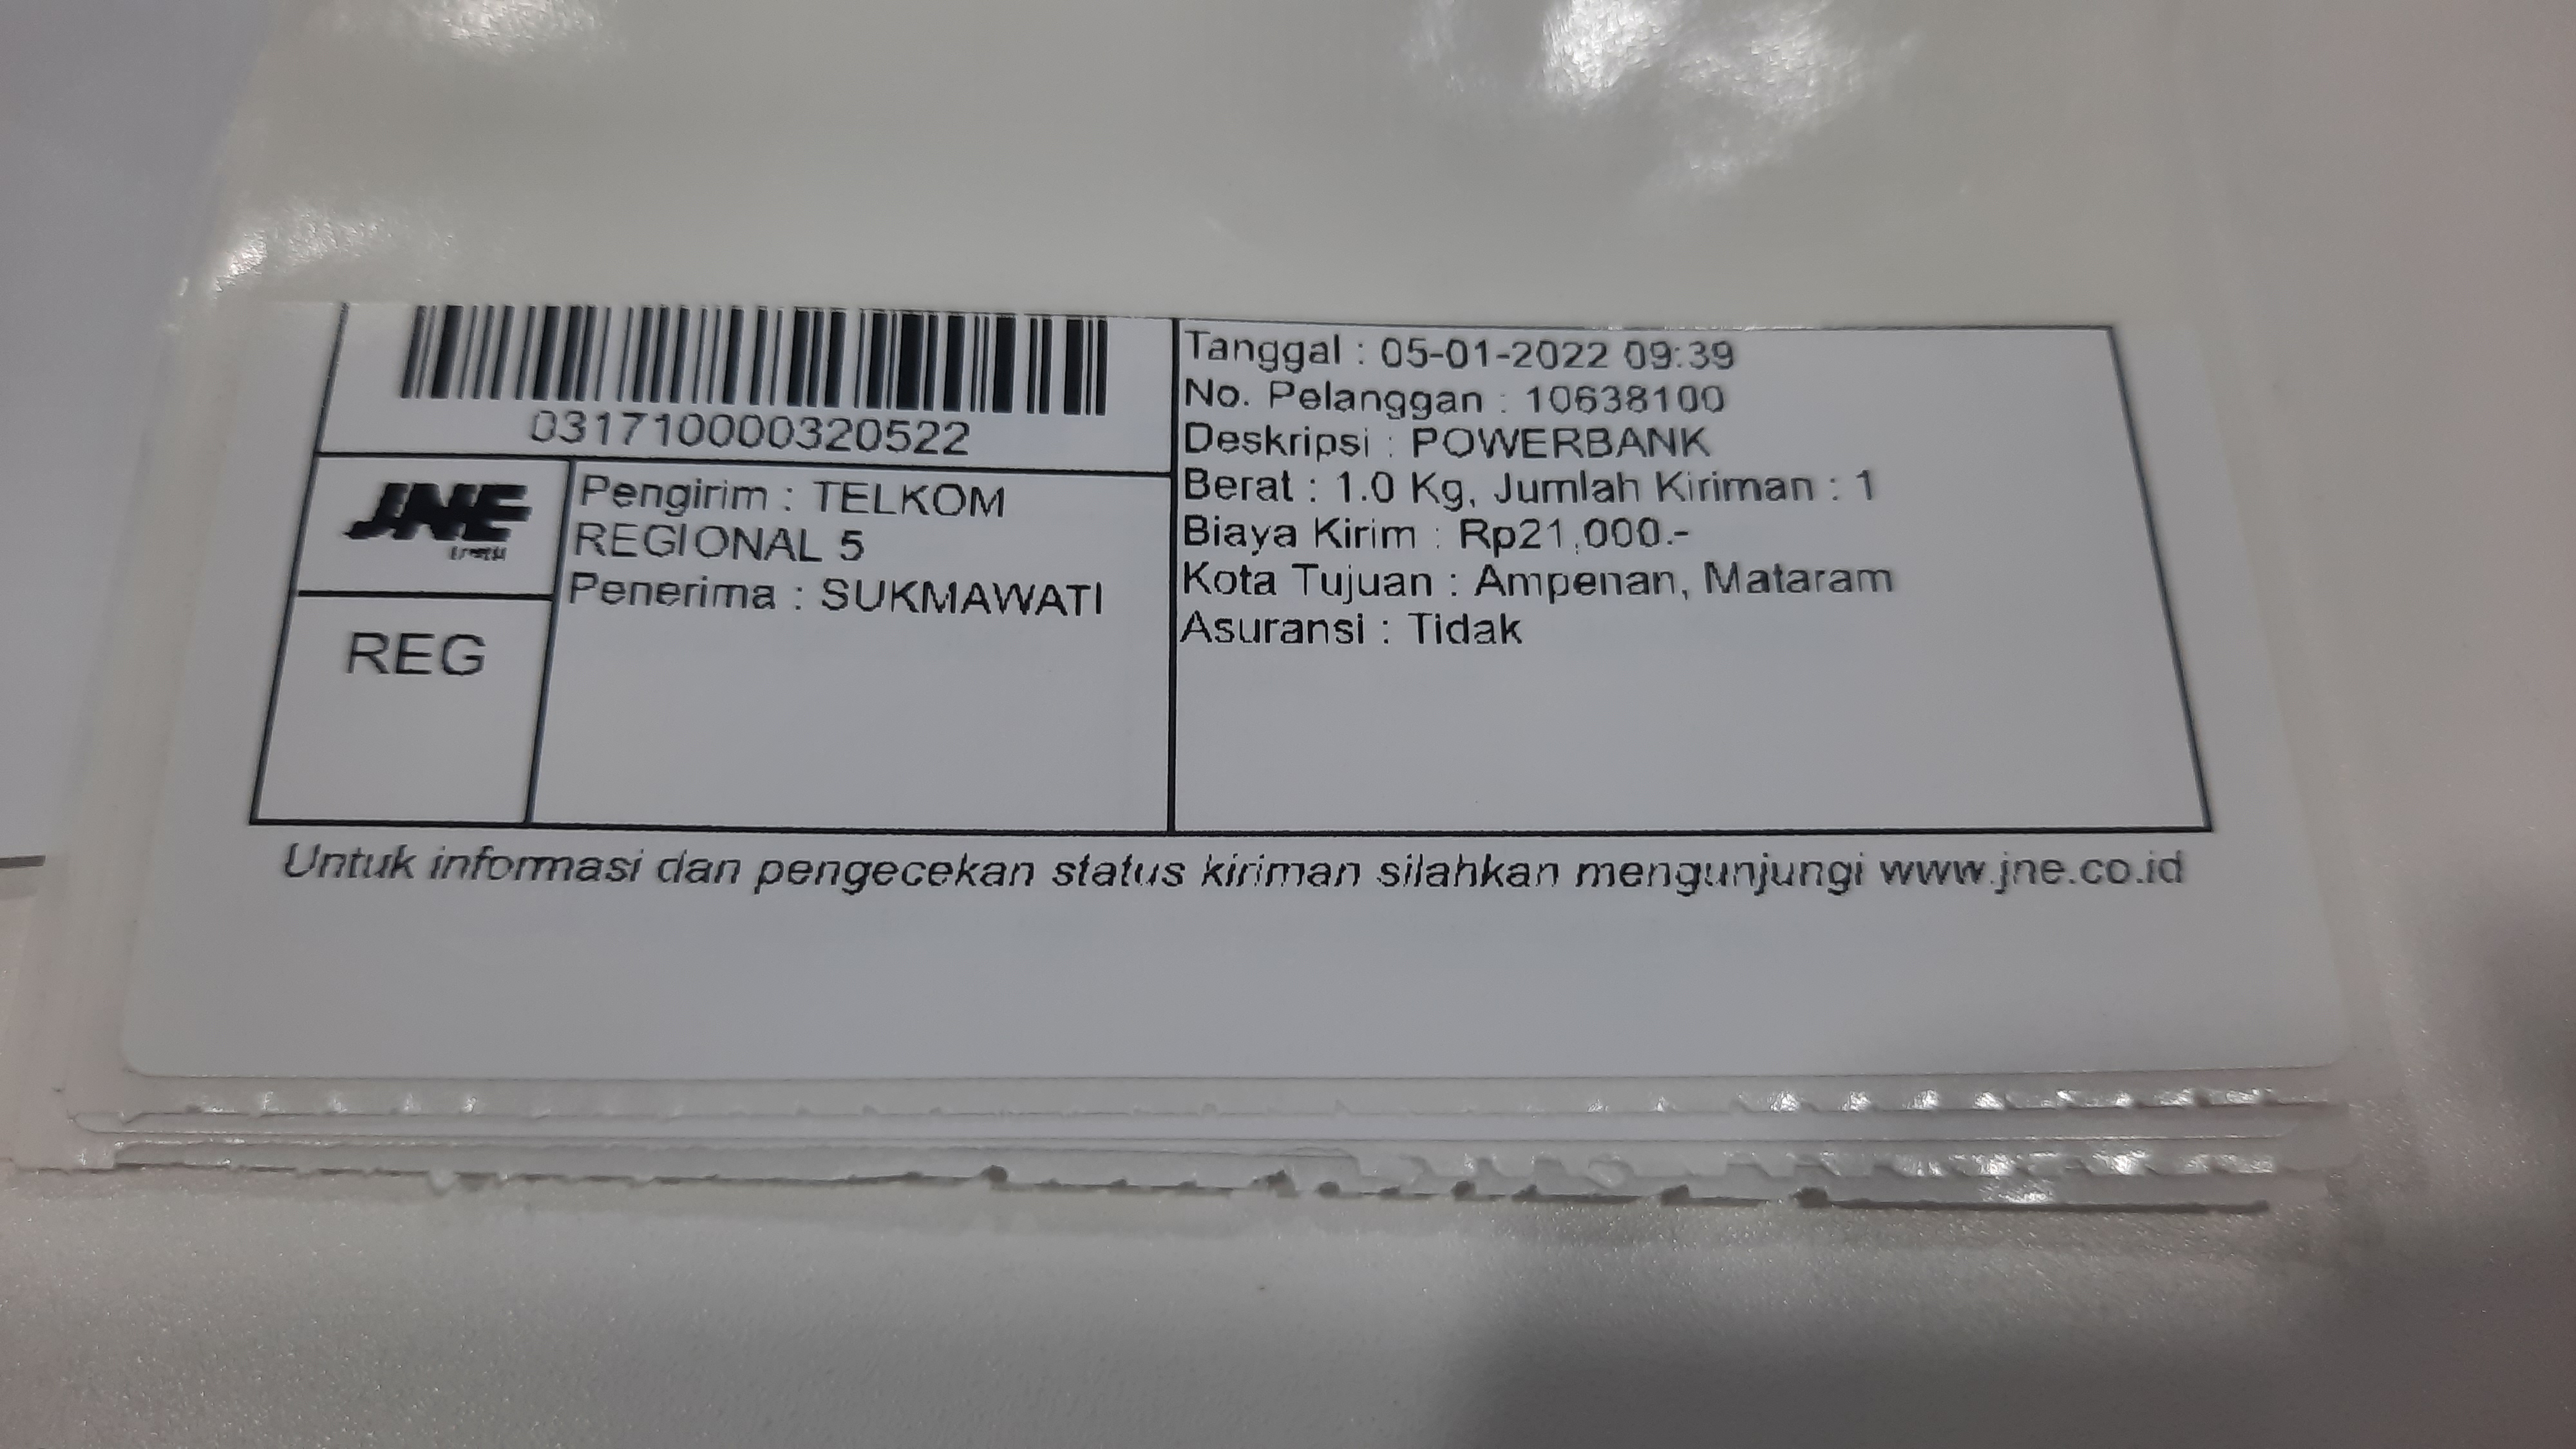 031710000320522
JNE
Pengirim : TELKOM
REGIONAL 5
Penerima : SUKMAWATI
REG
Tanggal : 05-01-2022 09:39
No. Pelanggan : 10638100
Deskripsi : POWERBANK
Berat : 1.0 Kg, Jumlah Kiriman : 1
Biaya Kirim : Rp21.000.-
Kota Tujuan : Ampenan, Mataram
Asuransi : Tidak
Untuk informasi dan pengecekan status kiriman silahkan mengunjungi www.jne.co.id